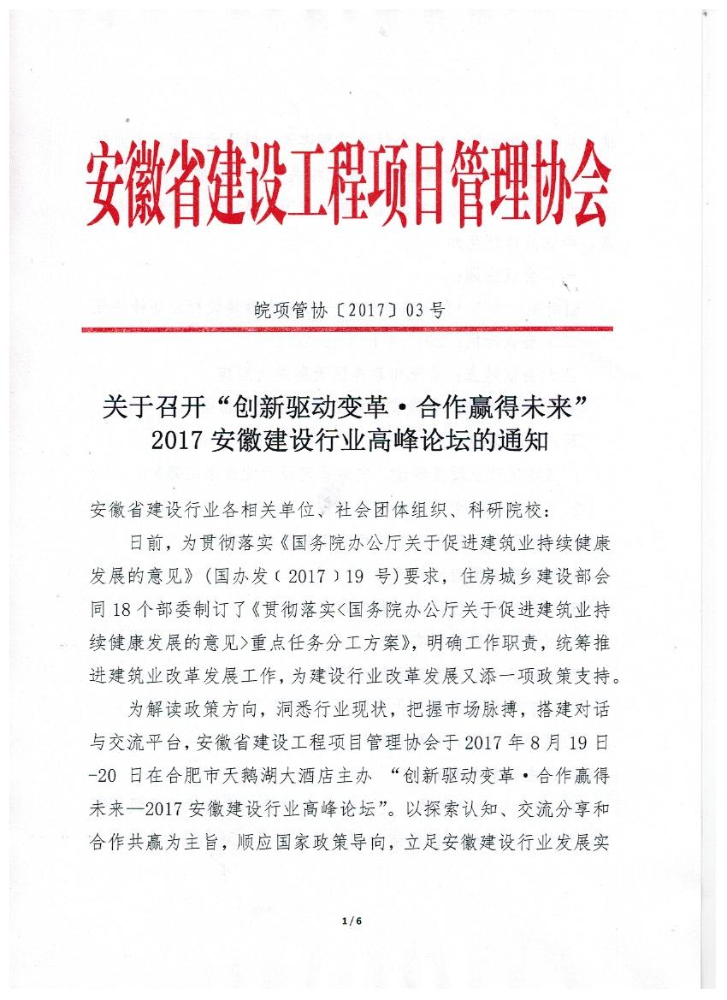 安徽省建设工程项目管理协会
皖项管协〔2017〕03号
关于召开“创新驱动变革·合作赢得未来”
2017安徽建设行业高峰论坛的通知
安徽省建设行业各相关单位、社会团体组织、科研院校：
日前，为贯彻落实《国务院办公厅关于促进建筑业持续健康
发展的意见》(国办发﹝2017﹞19 号)要求，住房城乡建设部会
同18个部委制订了《贯彻落实<国务院办公厅关于促进建筑业持
续健康发展的意见>重点任务分工方案》，明确工作职责，统筹推
进建筑业改革发展工作，为建设行业改革发展又添一项政策支持。
为解读政策方向，洞悉行业现状，把握市场脉搏，搭建对话
与交流平台，安徽省建设工程项目管理协会于2017年8月19日
-20 日在合肥市天鹅湖大酒店主办 “创新驱动变革·合作赢得
未来—2017安徽建设行业高峰论坛”。以探索认知、交流分享和
合作共赢为主旨，顺应国家政策导向，立足安徽建设行业发展实
1/6